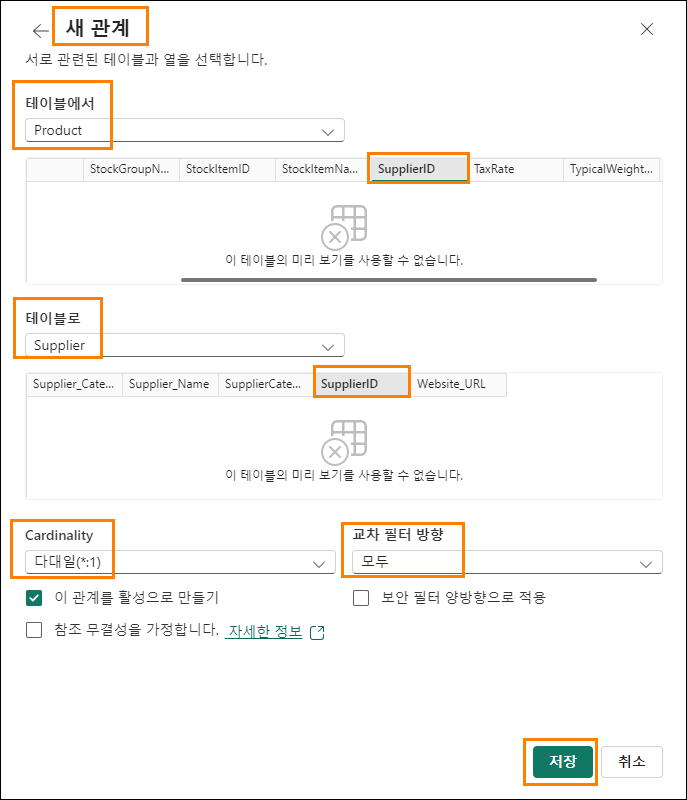 새 관계
서로 관련된 테이블과 열을 선택합니다.
테이블에서
Product
StockGroupN... StockItemID StockItemNa... SupplierID TaxRate TypicalWeight...
이 테이블의 미리 보기를 사용할 수 없습니다.
테이블로
Supplier
Supplier_Cate... Supplier_Name SupplierCate... SupplierID Website_URL
이 테이블의 미리 보기를 사용할 수 없습니다.
Cardinality 교차 필터 방향
다대일(*:1) 모두
이 관계를 활성으로 만들기 보안 필터 양방향으로 적용
참조 무결성을 가정합니다. 자세한 정보
저장 취소